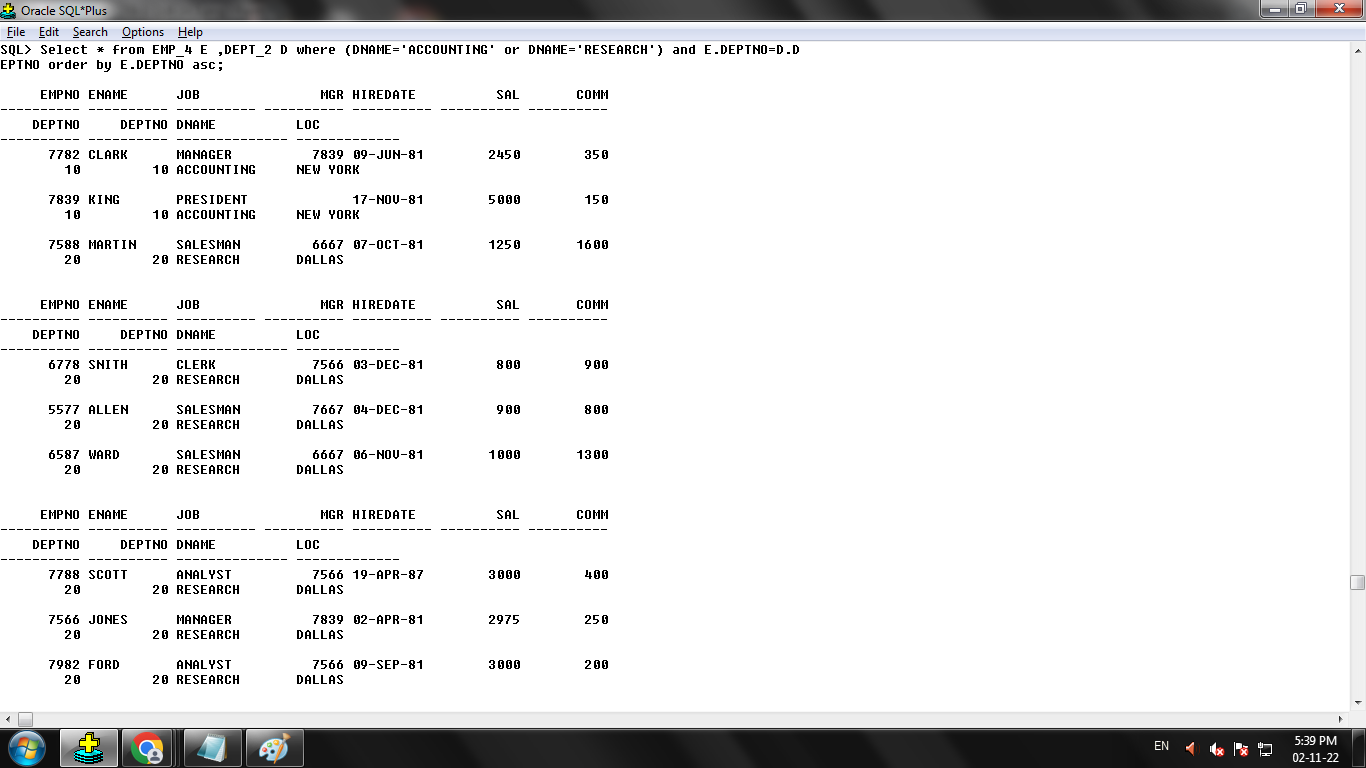 Oracle SQL*Plus
File Edit Search Options Help
SQL> Select * from EMP_4 E ,DEPT_2 D where (DNAME='ACCOUNTING' or DNAME='RESEARCH') and E.DEPTNO=D.D
EPTNO order by E.DEPTNO asc;
EMPNO ENAME JOB MGR HIREDATE SAL COMM
---------- ---------- ---------- ---------- ---------- ---------- ----------
DEPTNO DEPTNO DNAME LOC
---------- ---------- -------------- -------------
7782 CLARK MANAGER 7839 09-JUN-81 2450 350
10 10 ACCOUNTING NEW YORK
7839 KING PRESIDENT 17-NOV-81 5000 150
10 10 ACCOUNTING NEW YORK
7588 MARTIN SALESMAN 6667 07-OCT-81 1250 1600
20 20 RESEARCH DALLAS
EMPNO ENAME JOB MGR HIREDATE SAL COMM
---------- ---------- ---------- ---------- ---------- ---------- ----------
DEPTNO DEPTNO DNAME LOC
---------- ---------- -------------- -------------
6778 SNITH CLERK 7566 03-DEC-81 800 900
20 20 RESEARCH DALLAS
5577 ALLEN SALESMAN 7667 04-DEC-81 900 800
20 20 RESEARCH DALLAS
6587 WARD SALESMAN 6667 06-NOV-81 1000 1300
20 20 RESEARCH DALLAS
EMPNO ENAME JOB MGR HIREDATE SAL COMM
---------- ---------- ---------- ---------- ---------- ---------- ----------
DEPTNO DEPTNO DNAME LOC
---------- ---------- -------------- -------------
7788 SCOTT ANALYST 7566 19-APR-87 3000 400
20 20 RESEARCH DALLAS
7566 JONES MANAGER 7839 02-APR-81 2975 250
20 20 RESEARCH DALLAS
7982 FORD ANALYST 7566 09-SEP-81 3000 200
20 20 RESEARCH DALLAS
EN
5:39 PM
02-11-22